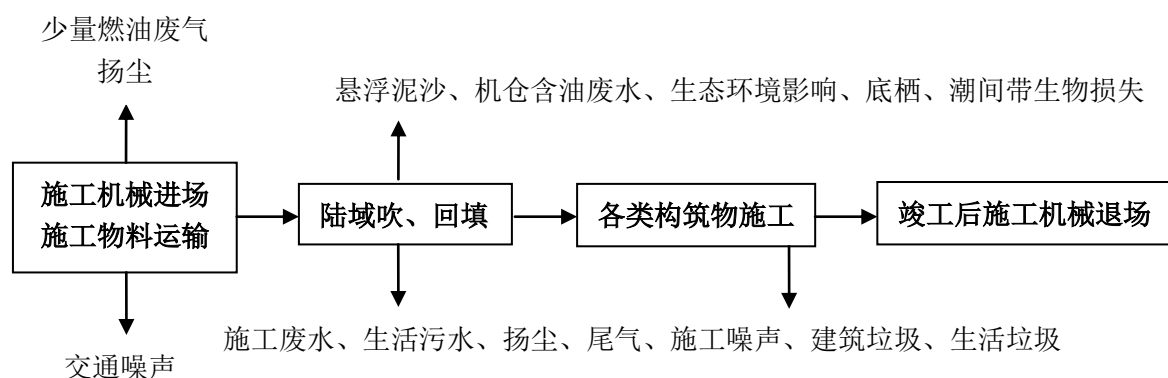 少量燃油废气
扬尘
悬浮泥沙、机仓含油废水、生态环境影响、底栖、潮间带生物损失
施工机械进场
施工物料运输
陆域吹、回填
各类构筑物施工
竣工后施工机械退场
施工废水、生活污水、扬尘、尾气、施工噪声、建筑垃圾、生活垃圾
交通噪声